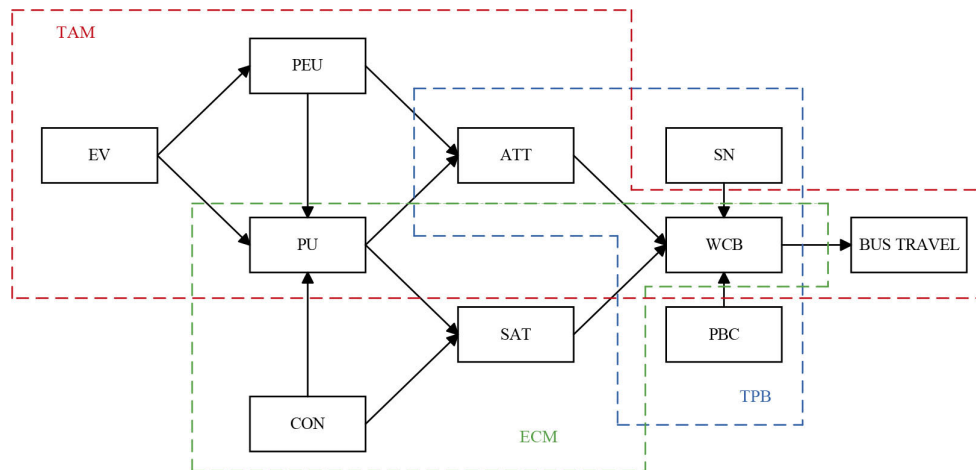 TAM
PEU
EV
ATT
SN
PU
WCB
BUS TRAVEL
SAT
PBC
TPB
CON
ECM